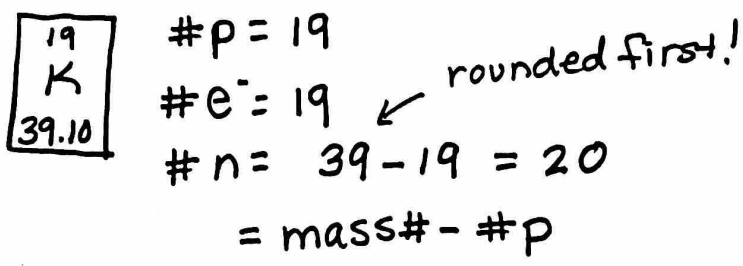 19
K
39.10
#p = 19
#e⁻ = 19
rounded first!
#n = 39 - 19 = 20
= mass# - #p